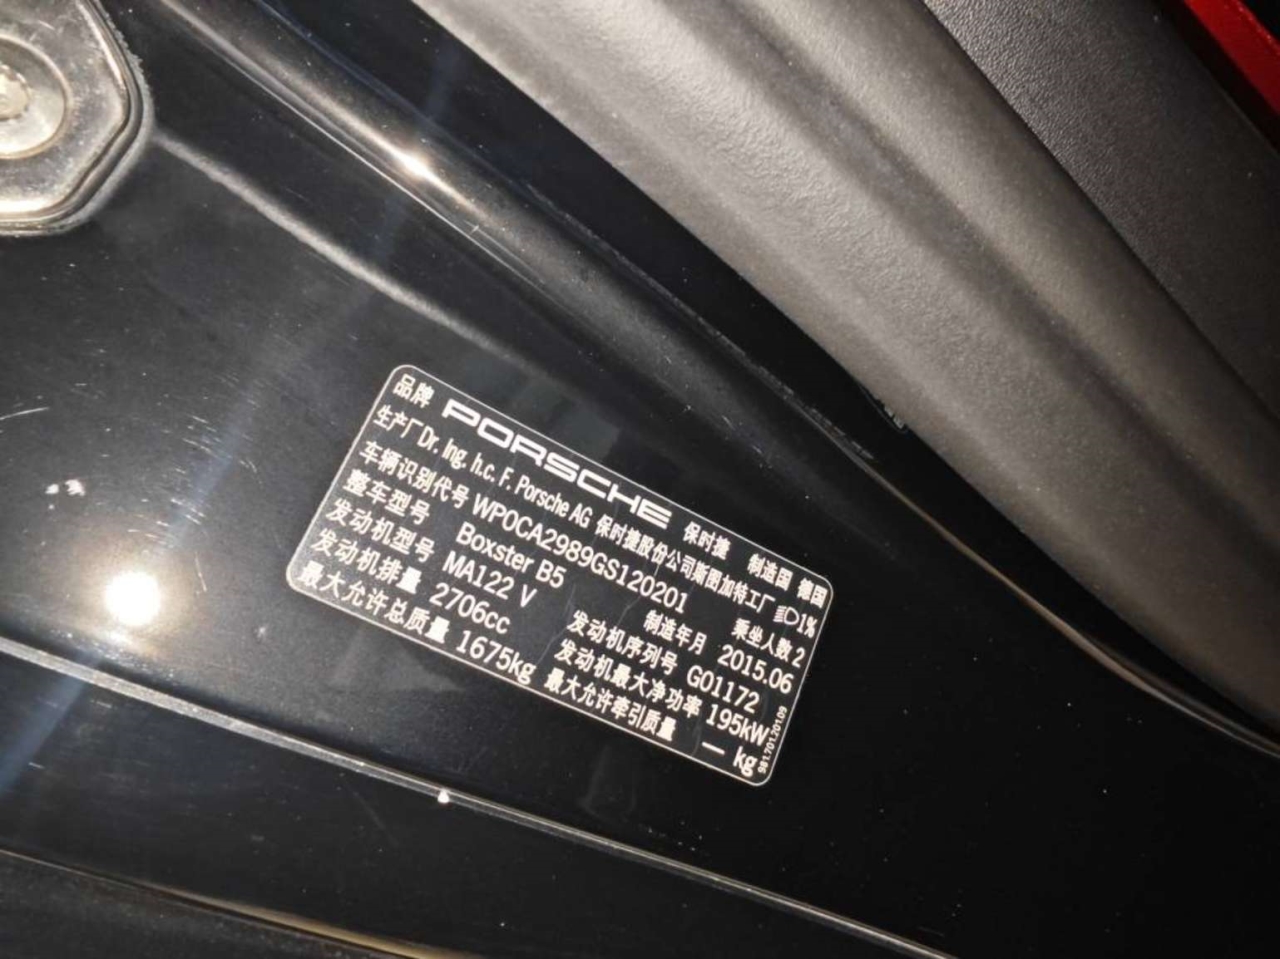 品牌 PORSCHE 保时捷 制造国 德国
生产厂 Dr. Ing. h.c. F. Porsche AG 保时捷股份公司斯图加特工厂 1%
车辆识别代号 WP0CA2989GS120201 乘坐人数 2
整车型号 Boxster B5 制造年月 2015.06
发动机型号 MA122 V 发动机序列号 G01172
发动机排量 2706cc 发动机最大净功率 195kW
最大允许总质量 1675kg 最大允许牵引质量 — kg
981.701.201.09